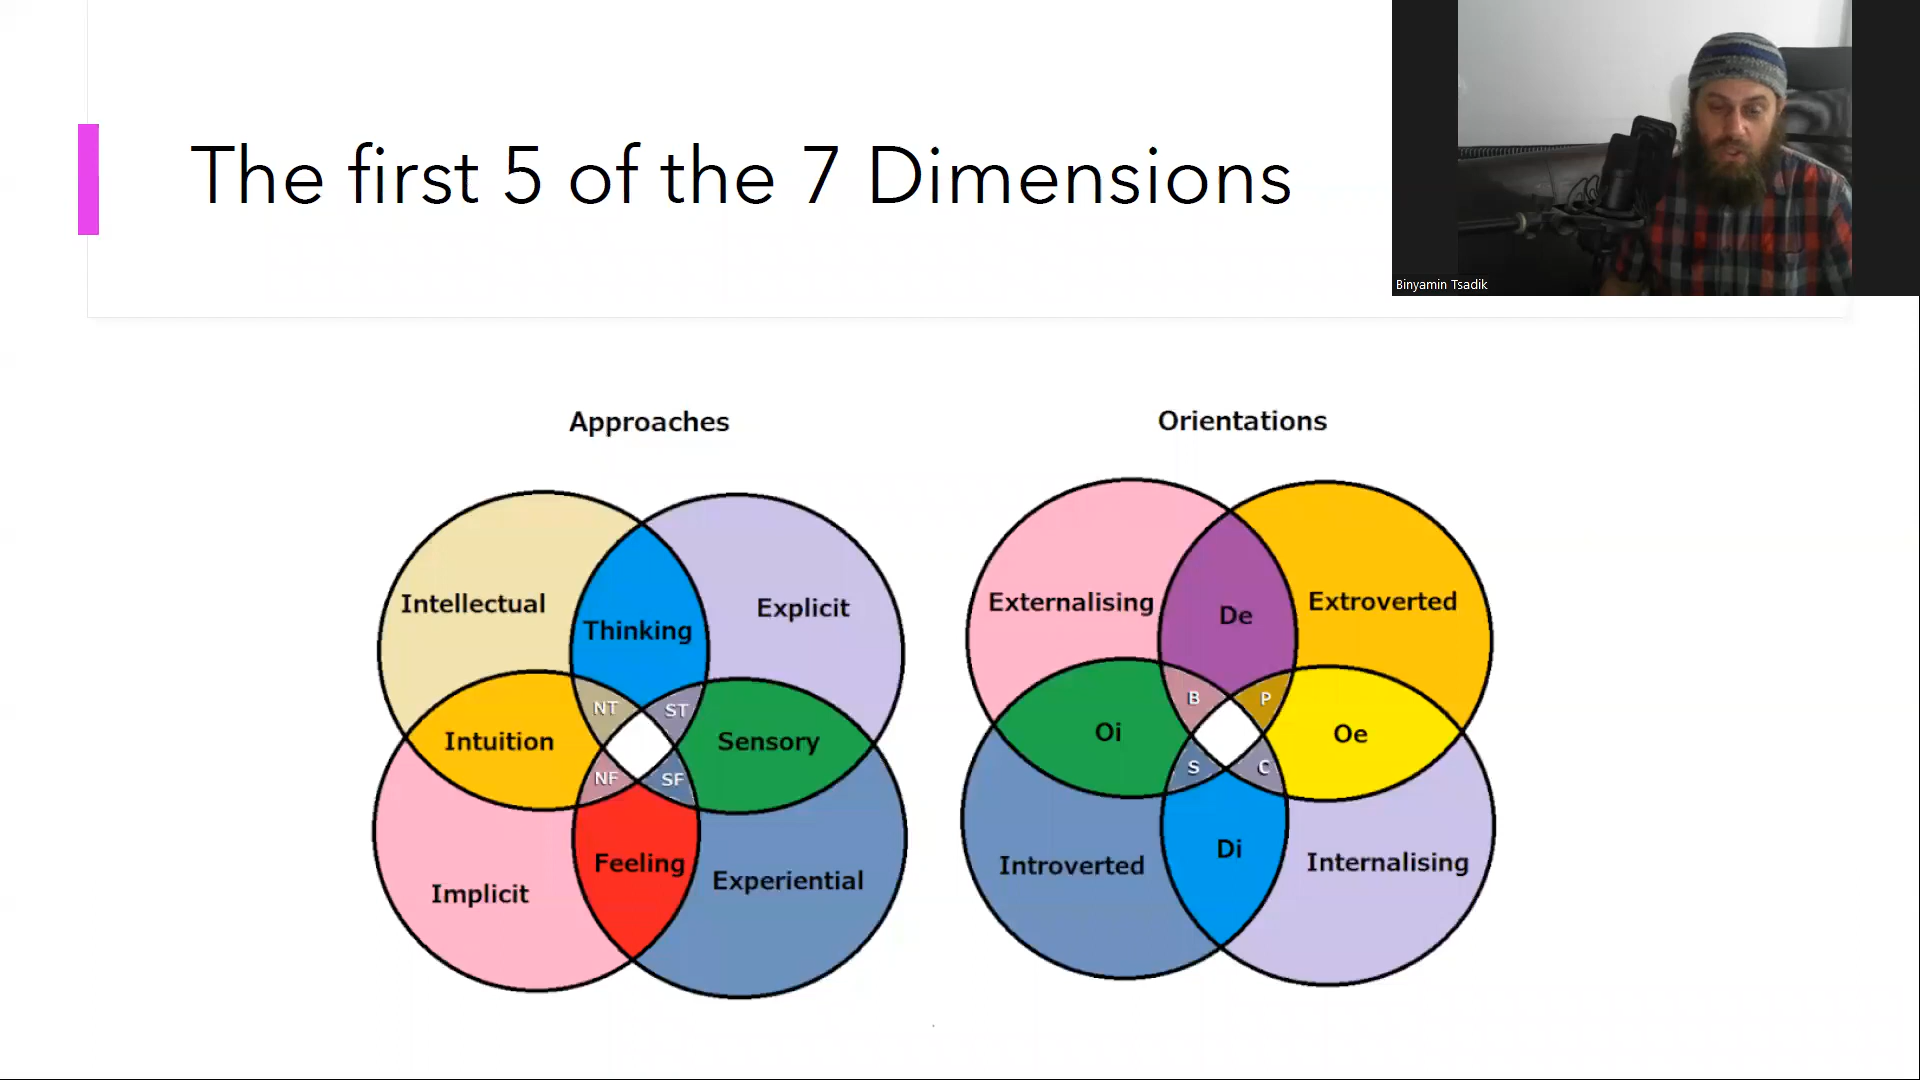 The first 5 of the 7 Dimensions
Binyamin Tsadik
Approaches
Intellectual
Thinking
Explicit
NT
ST
Intuition
Sensory
NF
SF
Feeling
Implicit
Experiential
Orientations
Externalising
De
Extroverted
B
P
Oi
Oe
S
C
Di
Introverted
Internalising